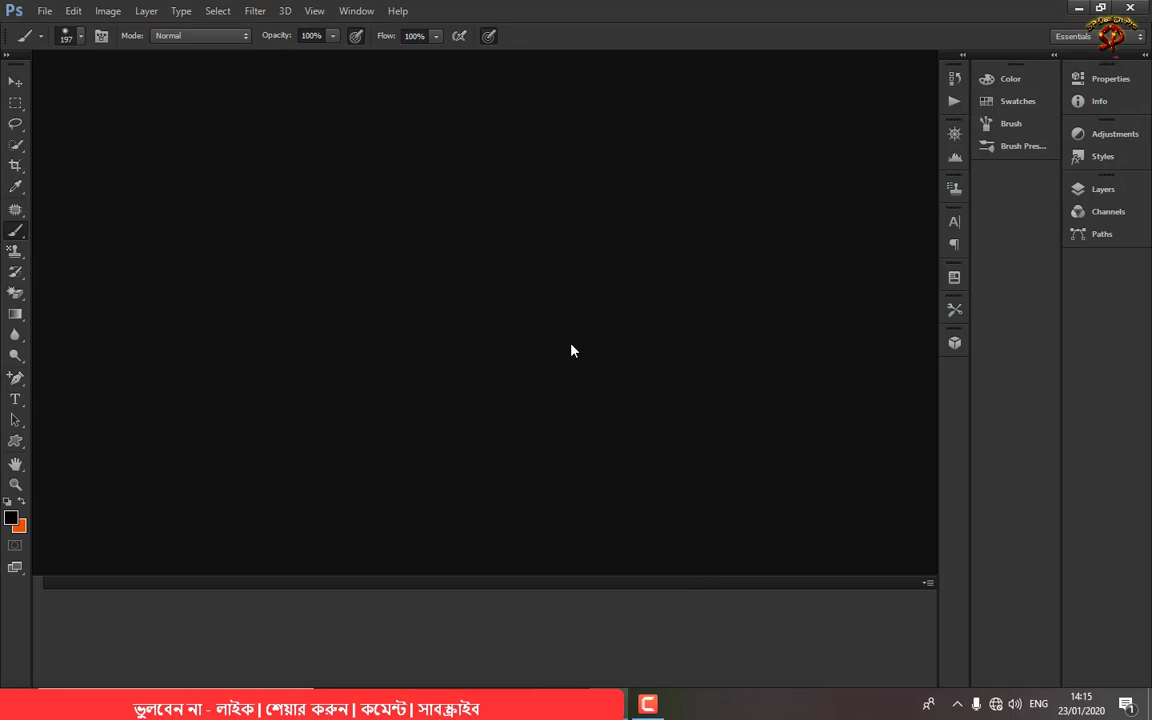 Ps File Edit Image Layer Type Select Filter 3D View Window Help
197 Mode: Normal Opacity: 100% Flow: 100% Essentials
Color
Swatches
Brush
Brush Pres...
Properties
Info
Adjustments
Styles
Layers
Channels
Paths
ভুলবেন না - লাইক | শেয়ার করুন | কমেন্ট | সাবস্ক্রাইব
ENG
14:15
23/01/2020
1